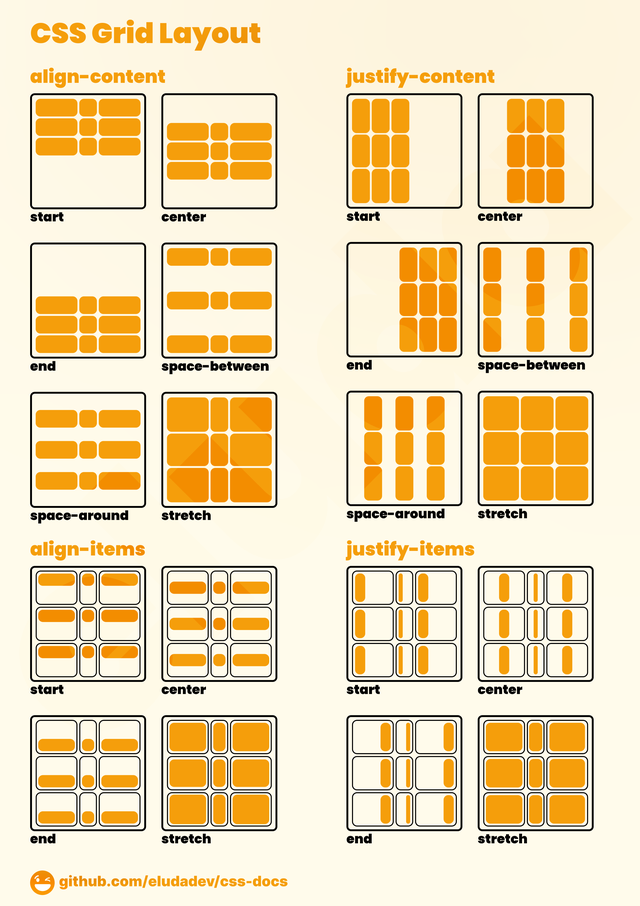 CSS Grid Layout
align-content
start
center
end
space-between
space-around
stretch
justify-content
start
center
end
space-between
space-around
stretch
align-items
start
center
end
stretch
justify-items
start
center
end
stretch
github.com/eludadev/css-docs